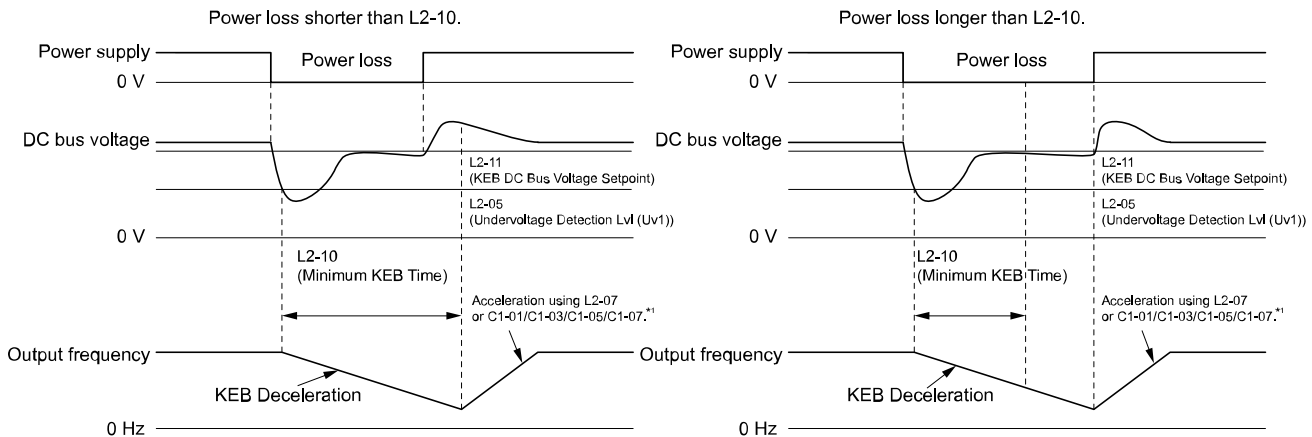 Power loss shorter than L2-10.
Power supply
Power loss
0 V
DC bus voltage
L2-11
(KEB DC Bus Voltage Setpoint)
L2-05
(Undervoltage Detection Lvl (Uv1))
0 V
L2-10
(Minimum KEB Time)
Acceleration using L2-07
or C1-01/C1-03/C1-05/C1-07.*1
Output frequency
KEB Deceleration
0 Hz
Power loss longer than L2-10.
Power supply
Power loss
0 V
DC bus voltage
L2-11
(KEB DC Bus Voltage Setpoint)
L2-05
(Undervoltage Detection Lvl (Uv1))
0 V
L2-10
(Minimum KEB Time)
Acceleration using L2-07
or C1-01/C1-03/C1-05/C1-07.*1
Output frequency
KEB Deceleration
0 Hz